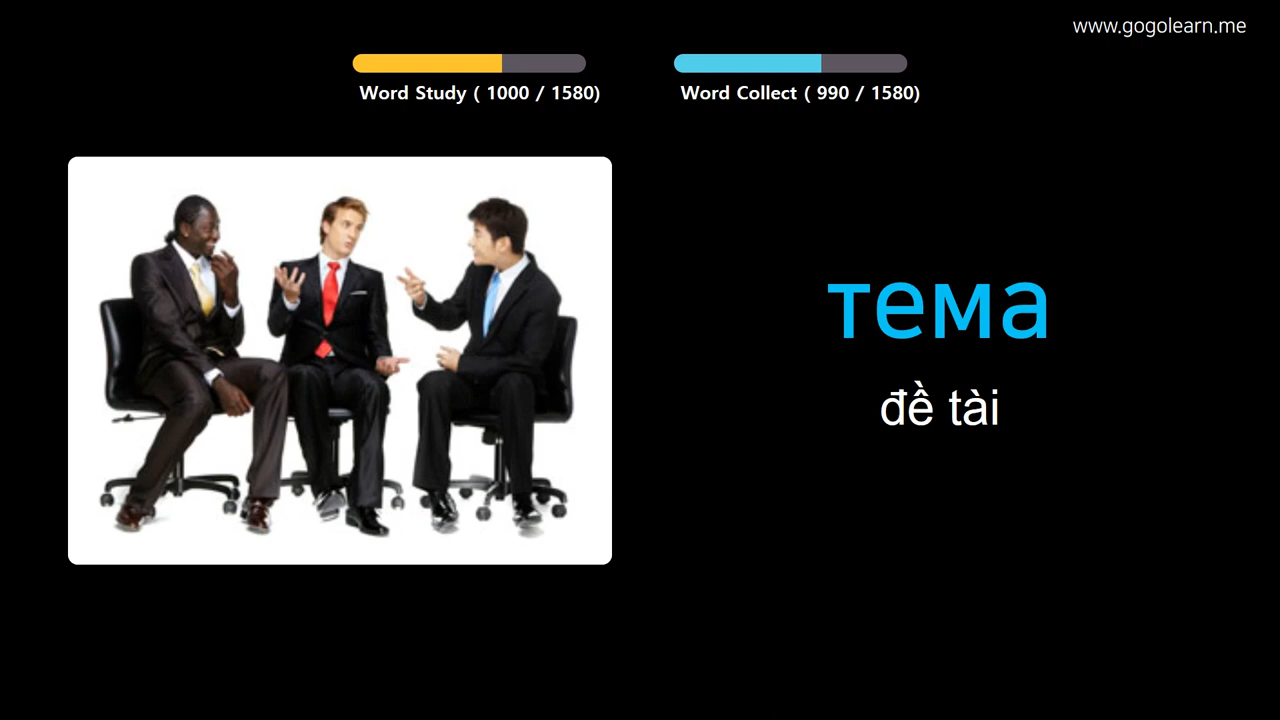 www.gogolearn.me
Word Study ( 1000 / 1580)
Word Collect ( 990 / 1580)
тема
đề tài